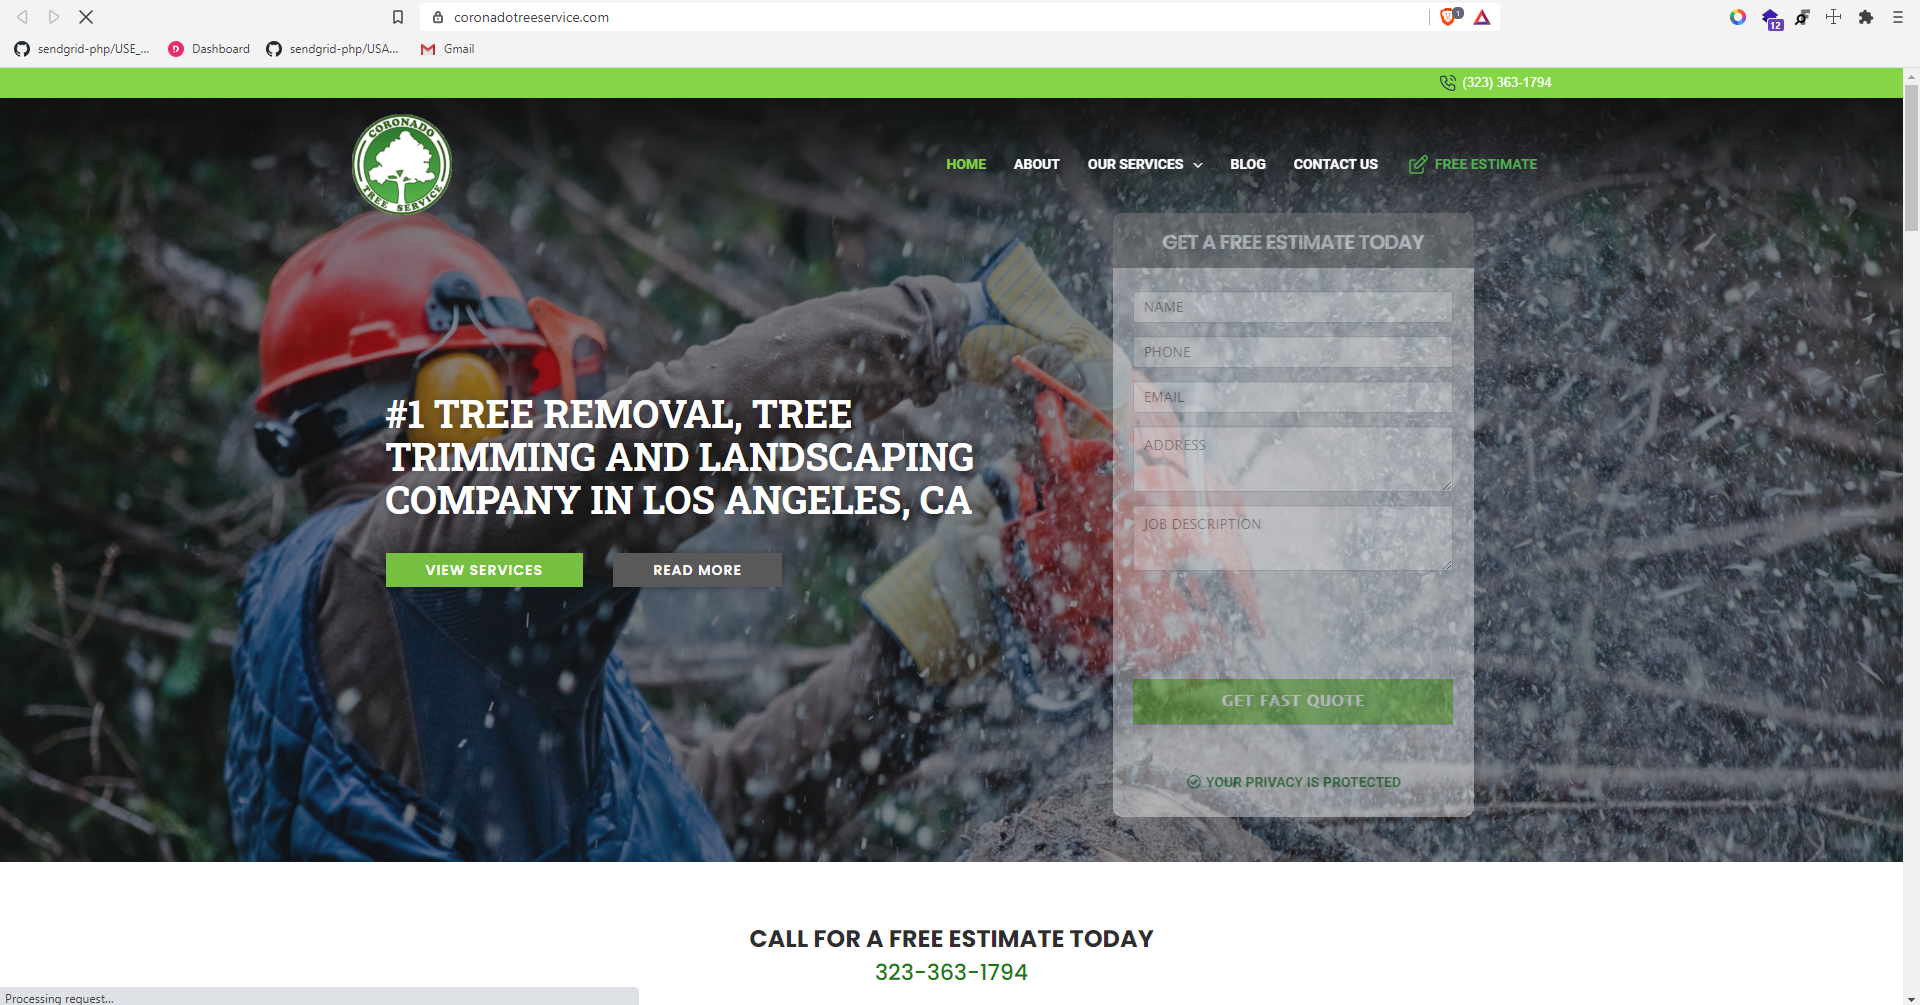 coronadotreeservice.com
1
12
sendgrid-php/USE_...
Dashboard
sendgrid-php/USA...
Gmail
(323) 363-1794
CORONADO
TREE SERVICE
HOME
ABOUT
OUR SERVICES
BLOG
CONTACT US
FREE ESTIMATE
GET A FREE ESTIMATE TODAY
NAME
PHONE
EMAIL
ADDRESS
JOB DESCRIPTION
GET FAST QUOTE
YOUR PRIVACY IS PROTECTED
#1 TREE REMOVAL, TREE
TRIMMING AND LANDSCAPING
COMPANY IN LOS ANGELES, CA
VIEW SERVICES
READ MORE
CALL FOR A FREE ESTIMATE TODAY
323-363-1794
Processing request...